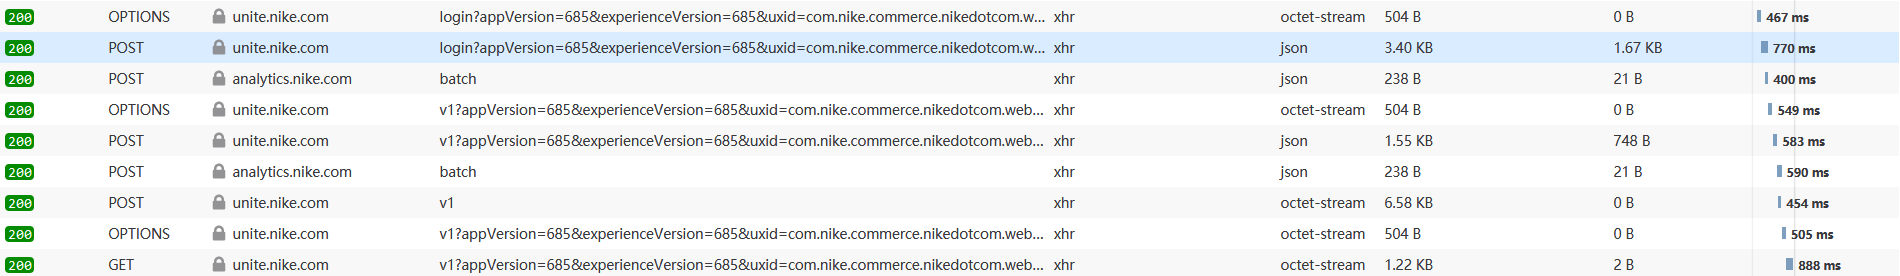 200 OPTIONS unite.nike.com login?appVersion=685&experienceVersion=685&uxid=com.nike.commerce.nikedotcom.w... xhr octet-stream 504 B 0 B 467 ms
200 POST unite.nike.com login?appVersion=685&experienceVersion=685&uxid=com.nike.commerce.nikedotcom.w... xhr json 3.40 KB 1.67 KB 770 ms
200 POST analytics.nike.com batch xhr json 238 B 21 B 400 ms
200 OPTIONS unite.nike.com v1?appVersion=685&experienceVersion=685&uxid=com.nike.commerce.nikedotcom.web... xhr octet-stream 504 B 0 B 549 ms
200 POST unite.nike.com v1?appVersion=685&experienceVersion=685&uxid=com.nike.commerce.nikedotcom.web... xhr json 1.55 KB 748 B 583 ms
200 POST analytics.nike.com batch xhr json 238 B 21 B 590 ms
200 POST unite.nike.com v1 xhr octet-stream 6.58 KB 0 B 454 ms
200 OPTIONS unite.nike.com v1?appVersion=685&experienceVersion=685&uxid=com.nike.commerce.nikedotcom.web... xhr octet-stream 504 B 0 B 505 ms
200 GET unite.nike.com v1?appVersion=685&experienceVersion=685&uxid=com.nike.commerce.nikedotcom.web... xhr octet-stream 1.22 KB 2 B 888 ms